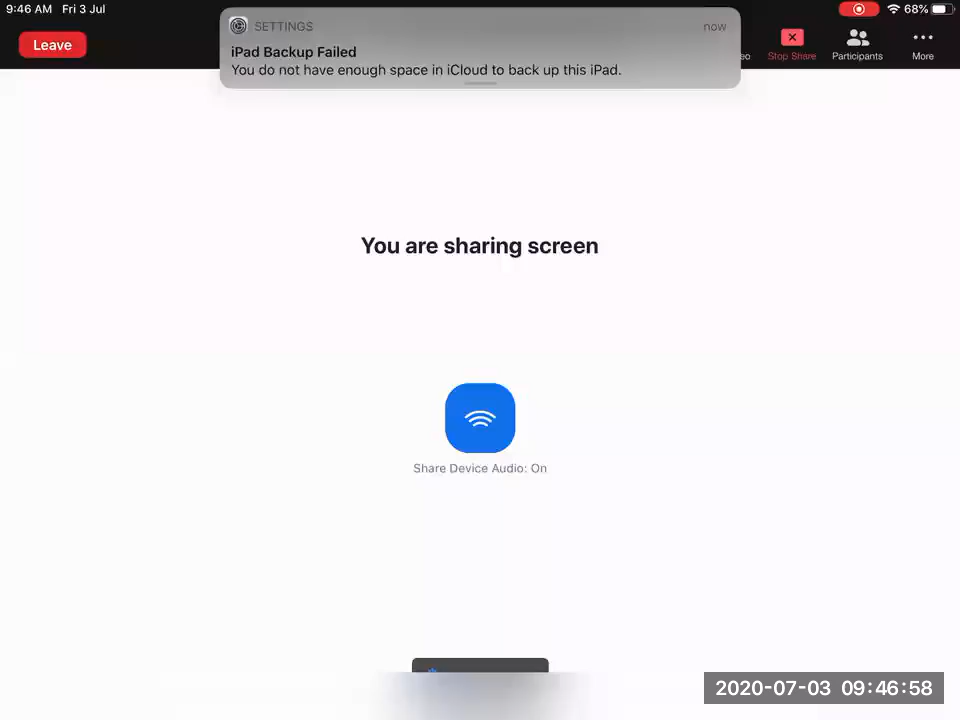 9:46 AM Fri 3 Jul
68%
SETTINGS
now
iPad Backup Failed
You do not have enough space in iCloud to back up this iPad.
Leave
eo
Stop Share
Participants
More
You are sharing screen
Share Device Audio: On
2020-07-03 09:46:58